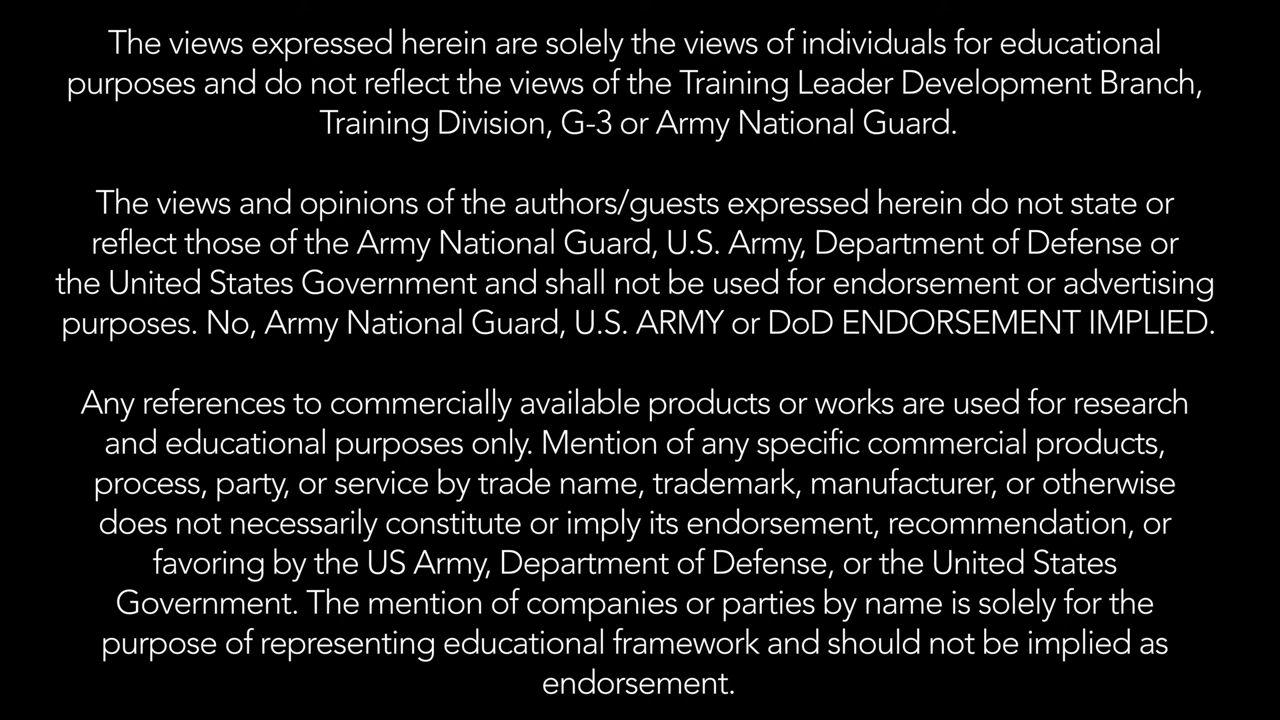 The views expressed herein are solely the views of individuals for educational
purposes and do not reflect the views of the Training Leader Development Branch,
Training Division, G-3 or Army National Guard.
The views and opinions of the authors/guests expressed herein do not state or
reflect those of the Army National Guard, U.S. Army, Department of Defense or
the United States Government and shall not be used for endorsement or advertising
purposes. No, Army National Guard, U.S. ARMY or DoD ENDORSEMENT IMPLIED.
Any references to commercially available products or works are used for research
and educational purposes only. Mention of any specific commercial products,
process, party, or service by trade name, trademark, manufacturer, or otherwise
does not necessarily constitute or imply its endorsement, recommendation, or
favoring by the US Army, Department of Defense, or the United States
Government. The mention of companies or parties by name is solely for the
purpose of representing educational framework and should not be implied as
endorsement.